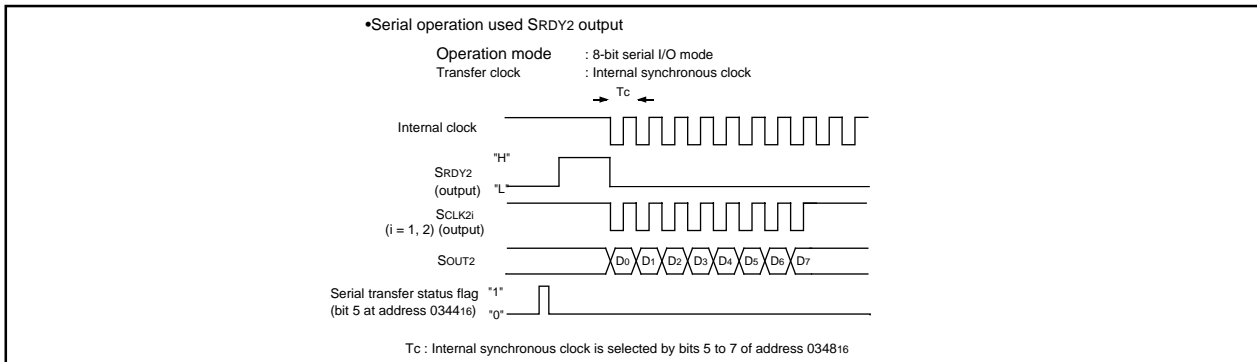 •Serial operation used SRDY2 output
Operation mode : 8-bit serial I/O mode
Transfer clock : Internal synchronous clock
Tc
Internal clock
"H"
SRDY2
(output) "L"
SCLK2i
(i = 1, 2) (output)
SOUT2 D0 D1 D2 D3 D4 D5 D6 D7
Serial transfer status flag "1"
(bit 5 at address 034416) "0"
Tc : Internal synchronous clock is selected by bits 5 to 7 of address 034816